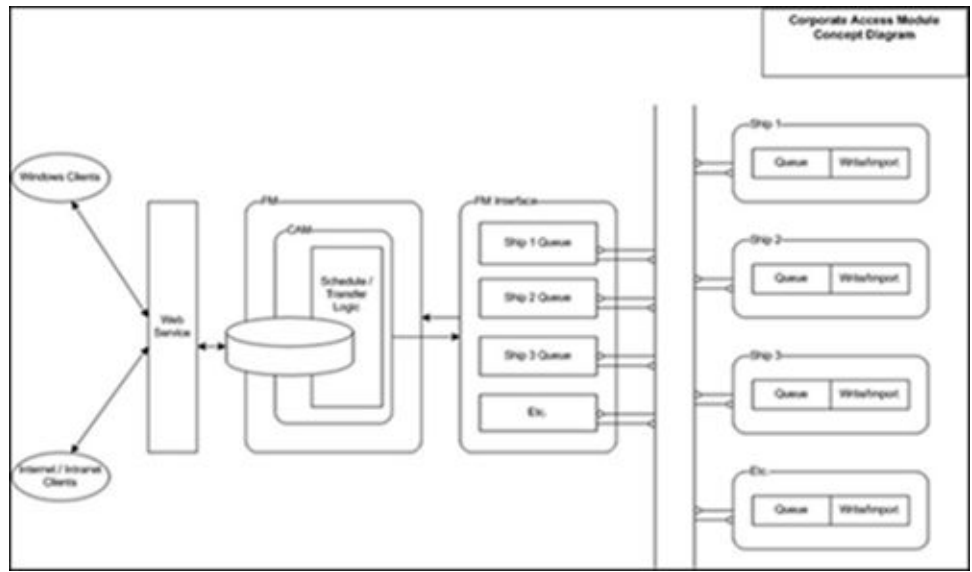 Corporate Access Module
Concept Diagram
Windows Clients
Internet / Intranet
Clients
Web
Service
FM
CAM
Schedule /
Transfer
Logic
FM Interface
Ship 1 Queue
Ship 2 Queue
Ship 3 Queue
Etc.
Ship 1
Queue
Write/Import
Ship 2
Queue
Write/Import
Ship 3
Queue
Write/Import
Etc.
Queue
Write/Import